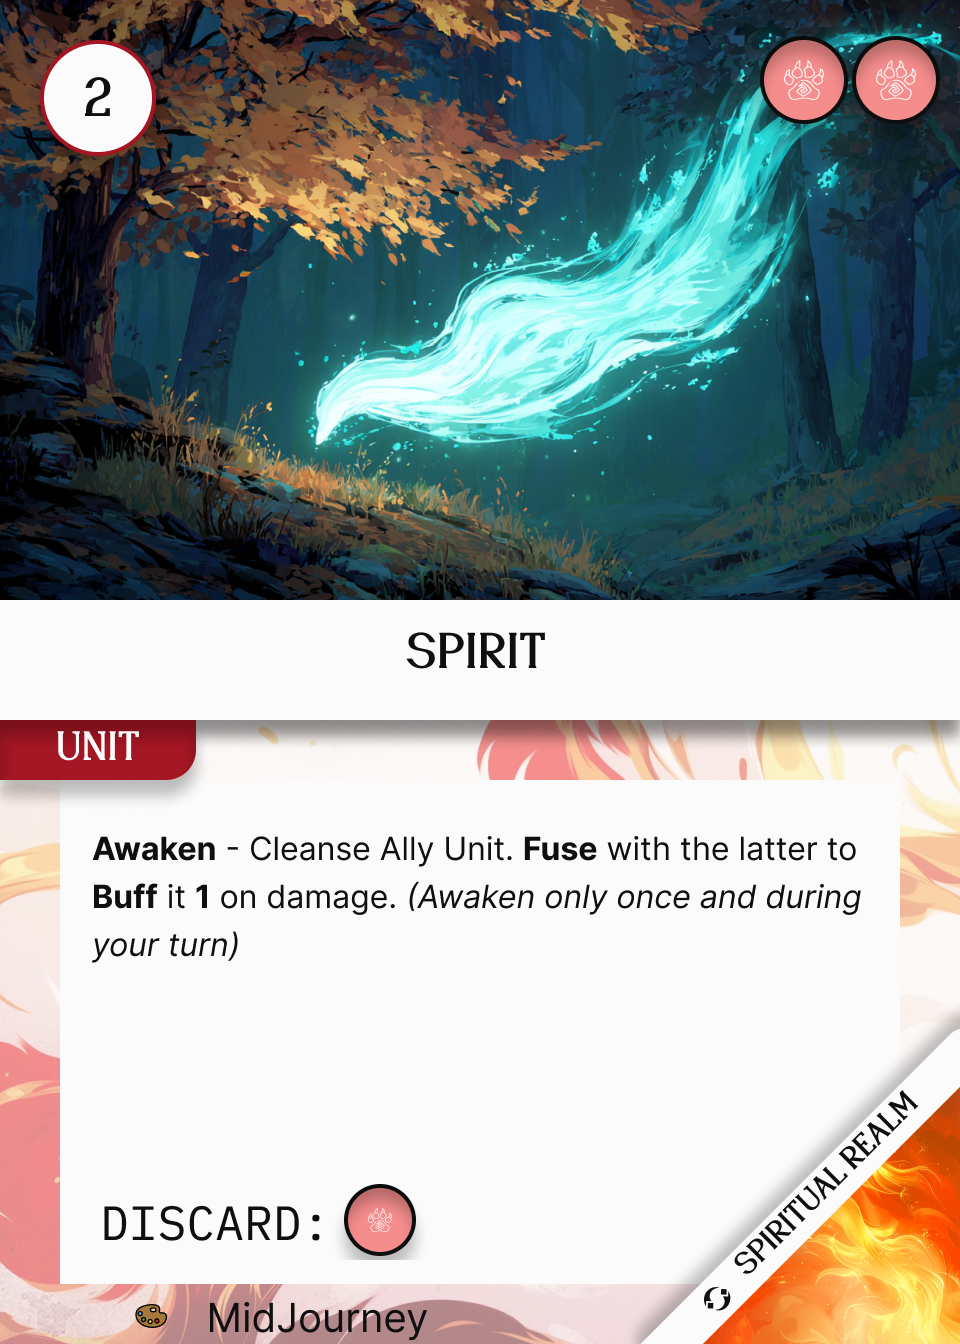 2
SPIRIT
UNIT
Awaken - Cleanse Ally Unit. Fuse with the latter to
Buff it 1 on damage. (Awaken only once and during
your turn)
DISCARD:
SPIRITUAL REALM
MidJourney